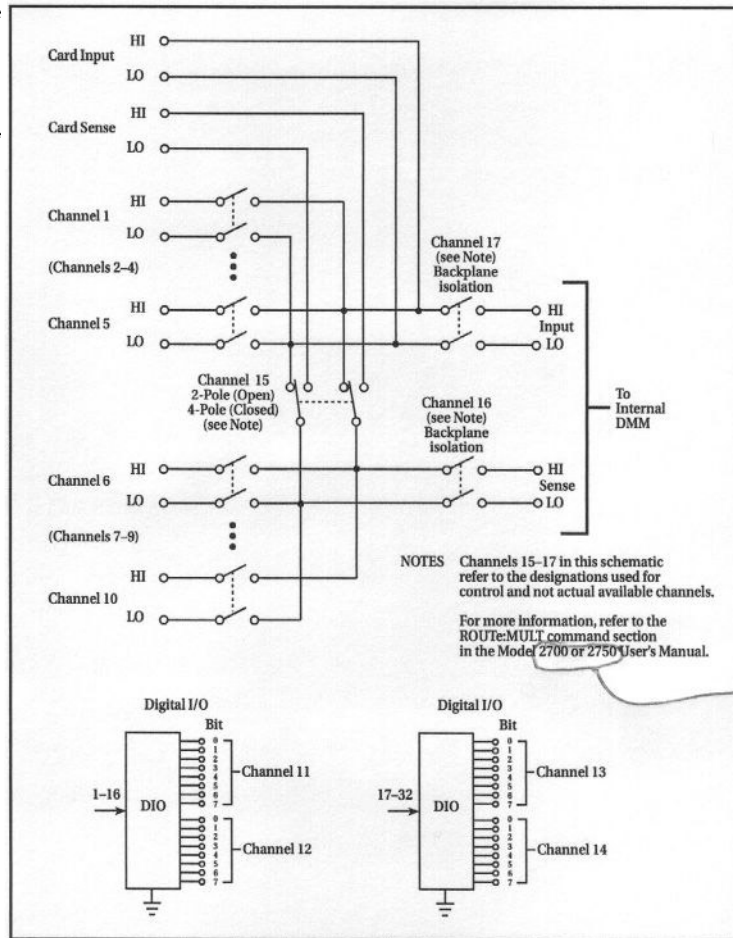 Card Input
HI
LO
Card Sense
HI
LO
Channel 1
HI
LO
(Channels 2–4)
Channel 5
HI
LO
Channel 17
(see Note)
Backplane
isolation
HI
Input
LO
Channel 15
2-Pole (Open)
4-Pole (Closed)
(see Note)
Channel 16
(see Note)
Backplane
isolation
To
Internal
DMM
Channel 6
HI
LO
HI
Sense
LO
(Channels 7–9)
Channel 10
HI
LO
NOTES Channels 15–17 in this schematic
refer to the designations used for
control and not actual available channels.
For more information, refer to the
ROUTe:MULT command section
in the Model 2700 or 2750 User's Manual.
Digital I/O
Bit
1–16
DIO
0
1
2
3
4
5
6
7
Channel 11
0
1
2
3
4
5
6
7
Channel 12
Digital I/O
Bit
17–32
DIO
0
1
2
3
4
5
6
7
Channel 13
0
1
2
3
4
5
6
7
Channel 14